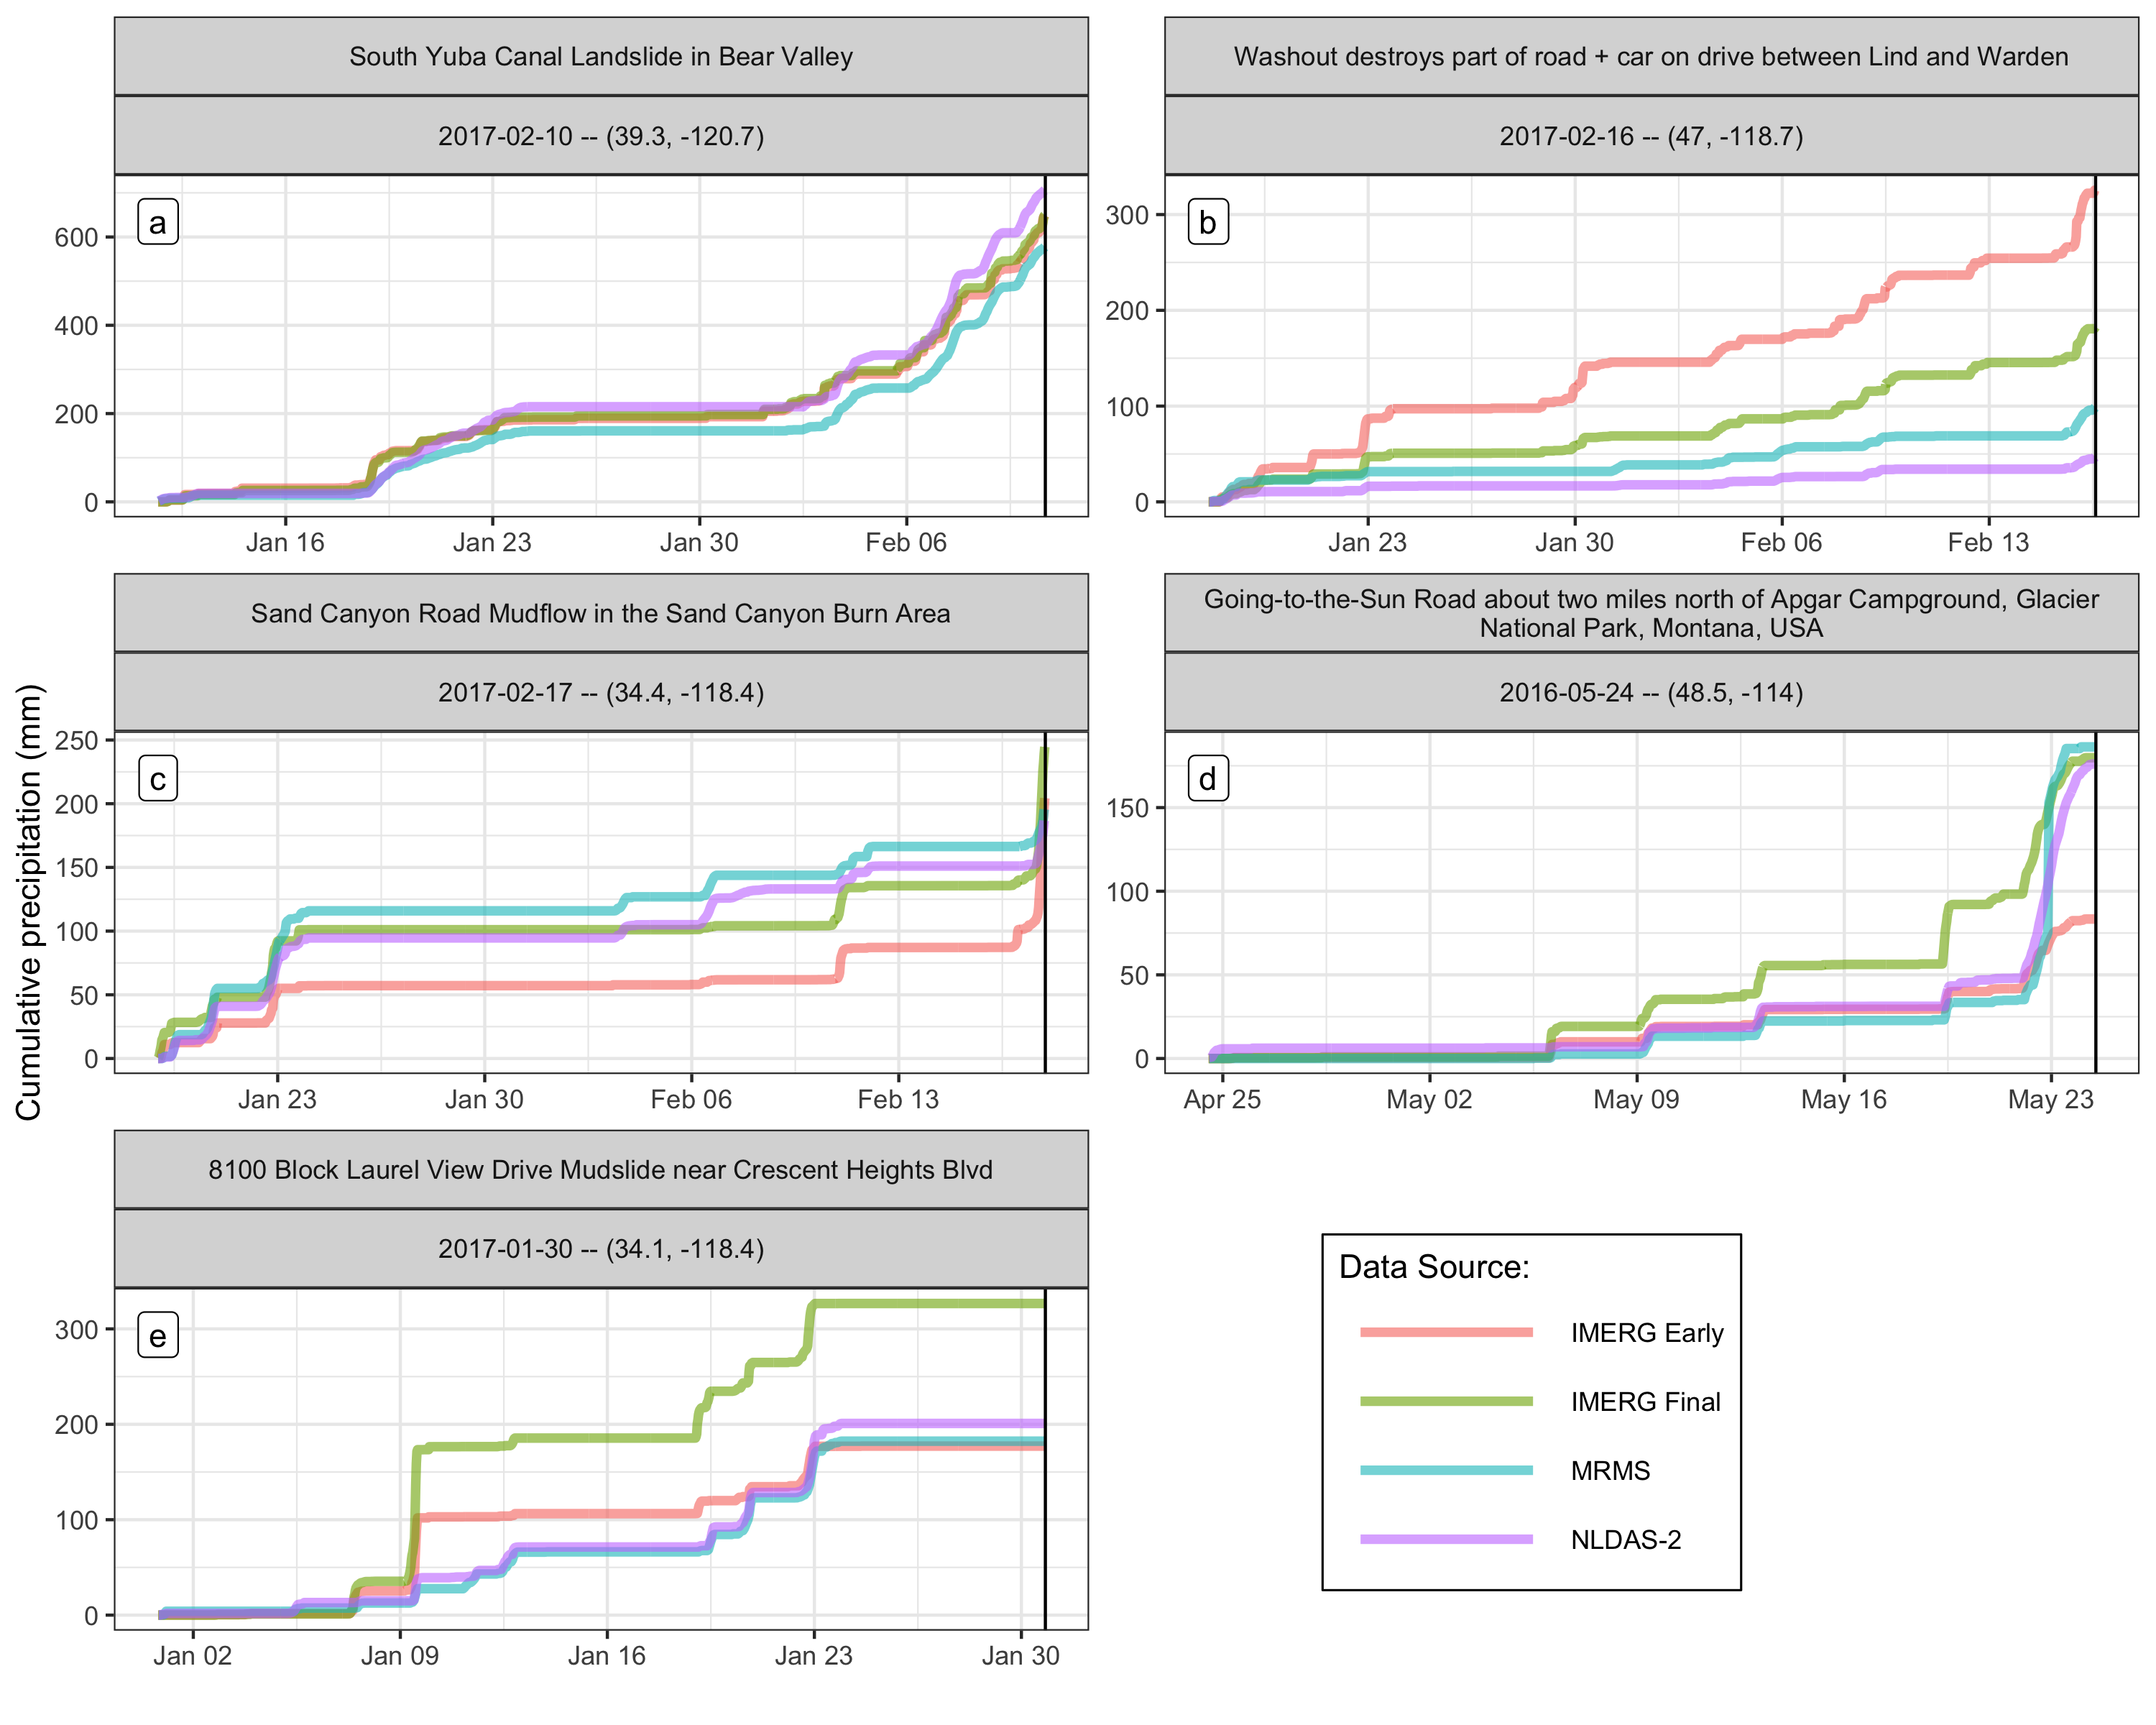 South Yuba Canal Landslide in Bear Valley
2017-02-10 -- (39.3, -120.7)
a
600
400
200
0
Jan 16 Jan 23 Jan 30 Feb 06
Washout destroys part of road + car on drive between Lind and Warden
2017-02-16 -- (47, -118.7)
b
300
200
100
0
Jan 23 Jan 30 Feb 06 Feb 13
Cumulative precipitation (mm)
Sand Canyon Road Mudflow in the Sand Canyon Burn Area
2017-02-17 -- (34.4, -118.4)
c
250
200
150
100
50
0
Jan 23 Jan 30 Feb 06 Feb 13
Going-to-the-Sun Road about two miles north of Apgar Campground, Glacier
National Park, Montana, USA
2016-05-24 -- (48.5, -114)
d
150
100
50
0
Apr 25 May 02 May 09 May 16 May 23
8100 Block Laurel View Drive Mudslide near Crescent Heights Blvd
2017-01-30 -- (34.1, -118.4)
e
300
200
100
0
Jan 02 Jan 09 Jan 16 Jan 23 Jan 30
Data Source:
IMERG Early
IMERG Final
MRMS
NLDAS-2